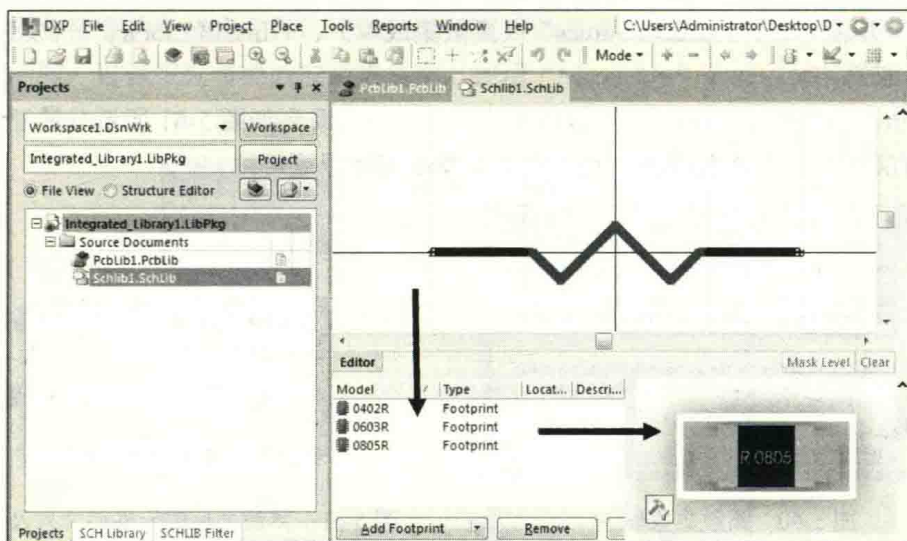 DXP File Edit View Project Place Tools Reports Window Help C:\Users\Administrator\Desktop\D
Mode
Projects
PcbLib1.PcbLib Schlib1.SchLib
Workspace1.DsnWrk Workspace
Integrated_Library1.LibPkg Project
File View Structure Editor
Integrated_Library1.LibPkg
Source Documents
PcbLib1.PcbLib
Schlib1.SchLib
Editor Mask Level Clear
Model / Type Locat... Descri...
0402R Footprint
0603R Footprint
0805R Footprint
R 0805
Add Footprint Remove
Projects SCH Library SCHLIB Filter